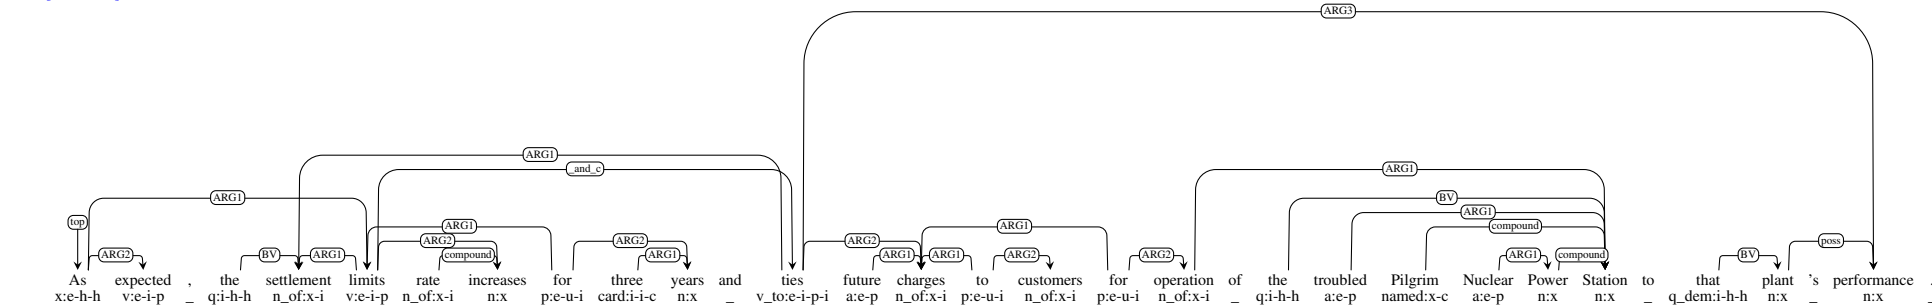 ARG3
ARG1
_and_c
ARG1
ARG1
BV
top
ARG1
ARG1
ARG1
compound
ARG2
ARG2
ARG2
poss
ARG2
BV
ARG1
compound
ARG1
ARG1
ARG1
ARG2
ARG2
ARG1
compound
BV
As expected , the settlement limits rate increases for three years and ties future charges to customers for operation of the troubled Pilgrim Nuclear Power Station to that plant 's performance
x:e-h-h v:e-i-p _ q:i-h-h n_of:x-i v:e-i-p n_of:x-i n:x p:e-u-i card:i-i-c n:x _ v_to:e-i-p-i a:e-p n_of:x-i p:e-u-i n_of:x-i p:e-u-i n_of:x-i _ q:i-h-h a:e-p named:x-c a:e-p n:x n:x _ q_dem:i-h-h n:x _ n:x